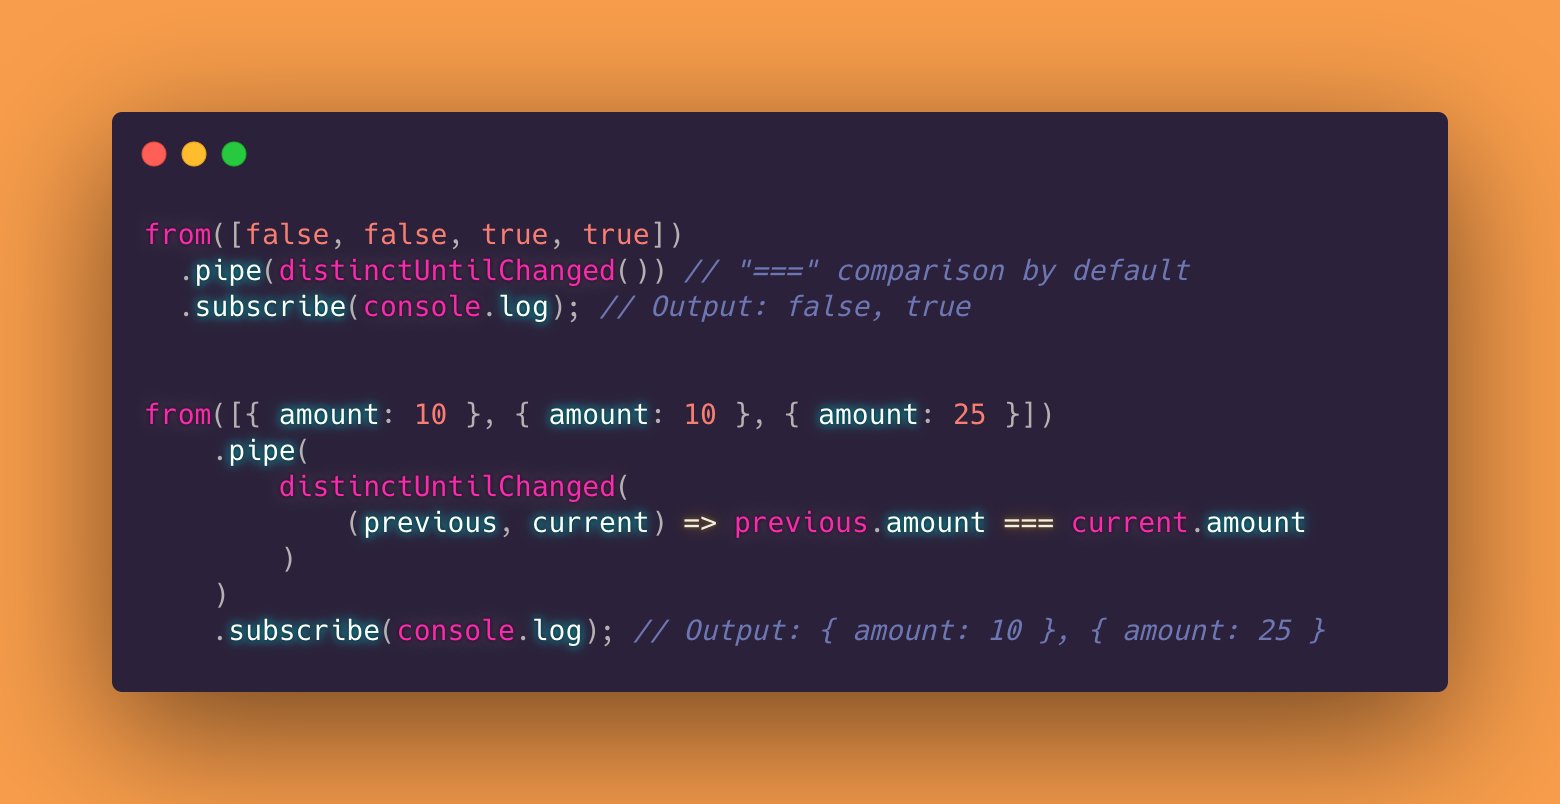 from([false, false, true, true])
  .pipe(distinctUntilChanged()) // "===" comparison by default
  .subscribe(console.log); // Output: false, true
from([{ amount: 10 }, { amount: 10 }, { amount: 25 }])
    .pipe(
        distinctUntilChanged(
            (previous, current) => previous.amount === current.amount
        )
    )
    .subscribe(console.log); // Output: { amount: 10 }, { amount: 25 }